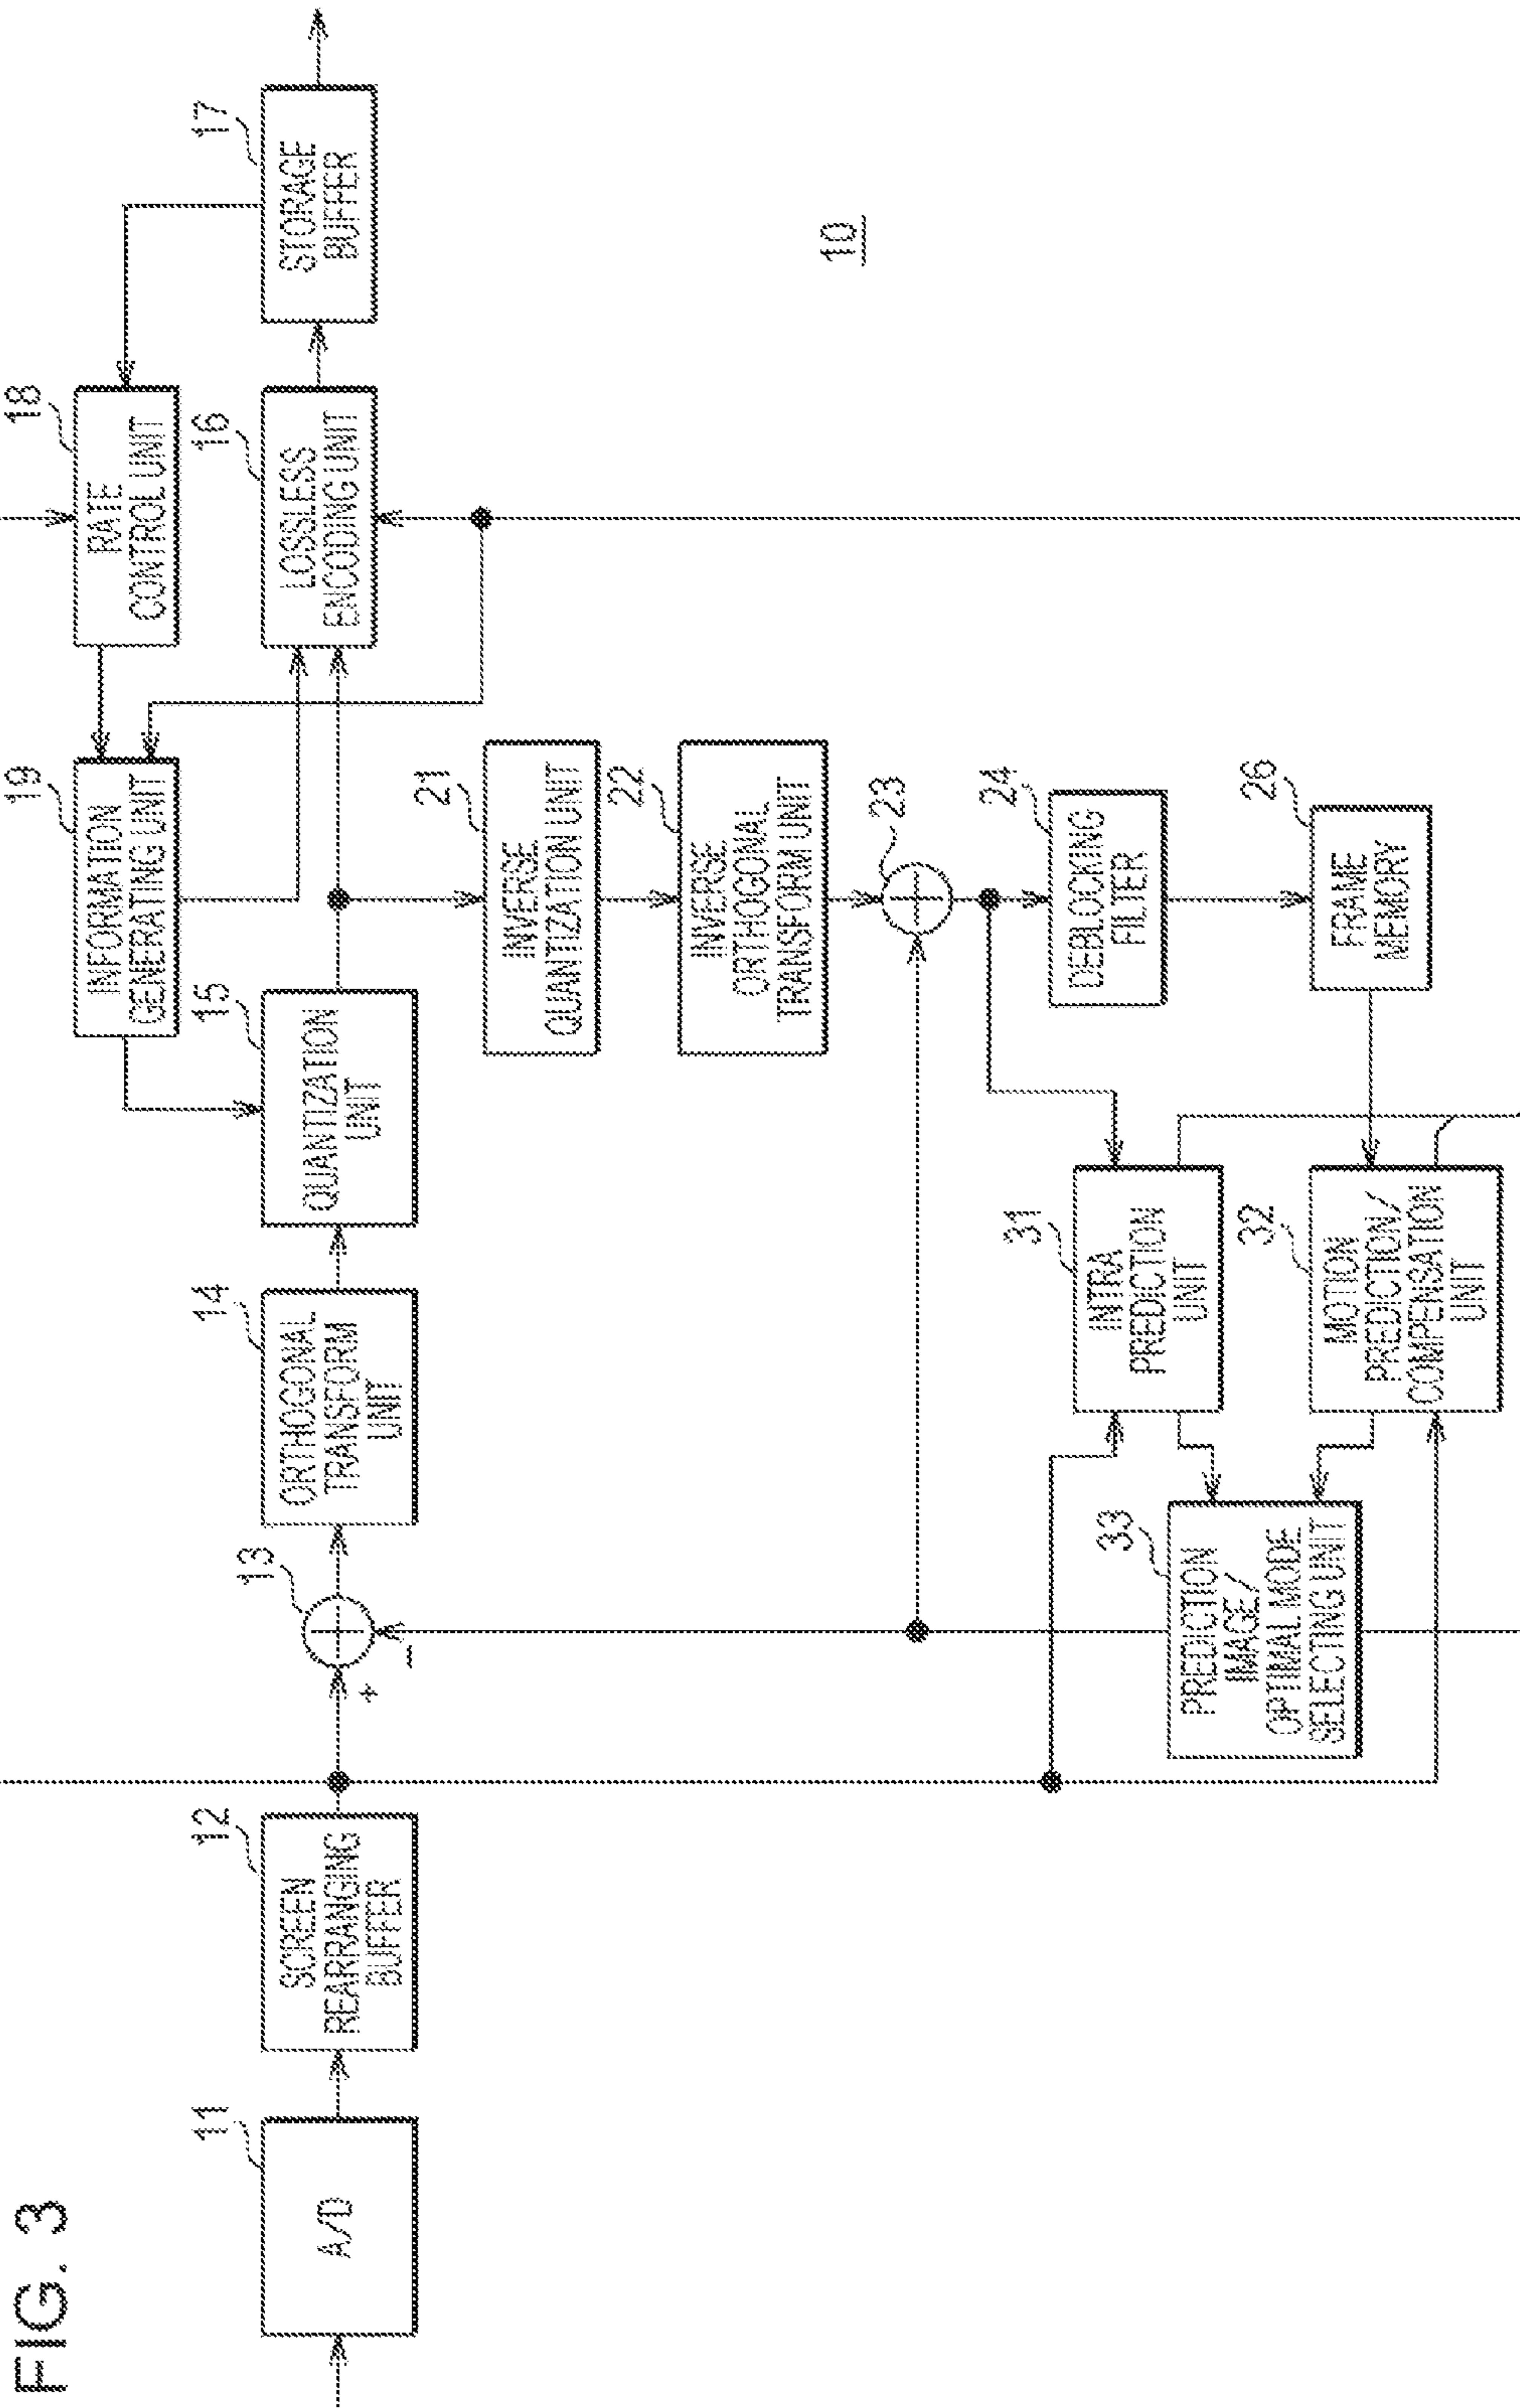 FIG. 3
11
A/D
12
SCREEN
REARRANGING
BUFFER
13
+
−
14
ORTHOGONAL
TRANSFORM
UNIT
15
QUANTIZATION
UNIT
19
INFORMATION
GENERATING UNIT
18
RATE
CONTROL UNIT
16
LOSSLESS
ENCODING UNIT
17
STORAGE
BUFFER
21
INVERSE
QUANTIZATION UNIT
22
INVERSE
ORTHOGONAL
TRANSFORM UNIT
23
24
DEBLOCKING
FILTER
26
FRAME
MEMORY
31
INTRA
PREDICTION
UNIT
32
MOTION
PREDICTION/
COMPENSATION
UNIT
33
PREDICTION
IMAGE/
OPTIMAL MODE
SELECTING UNIT
10